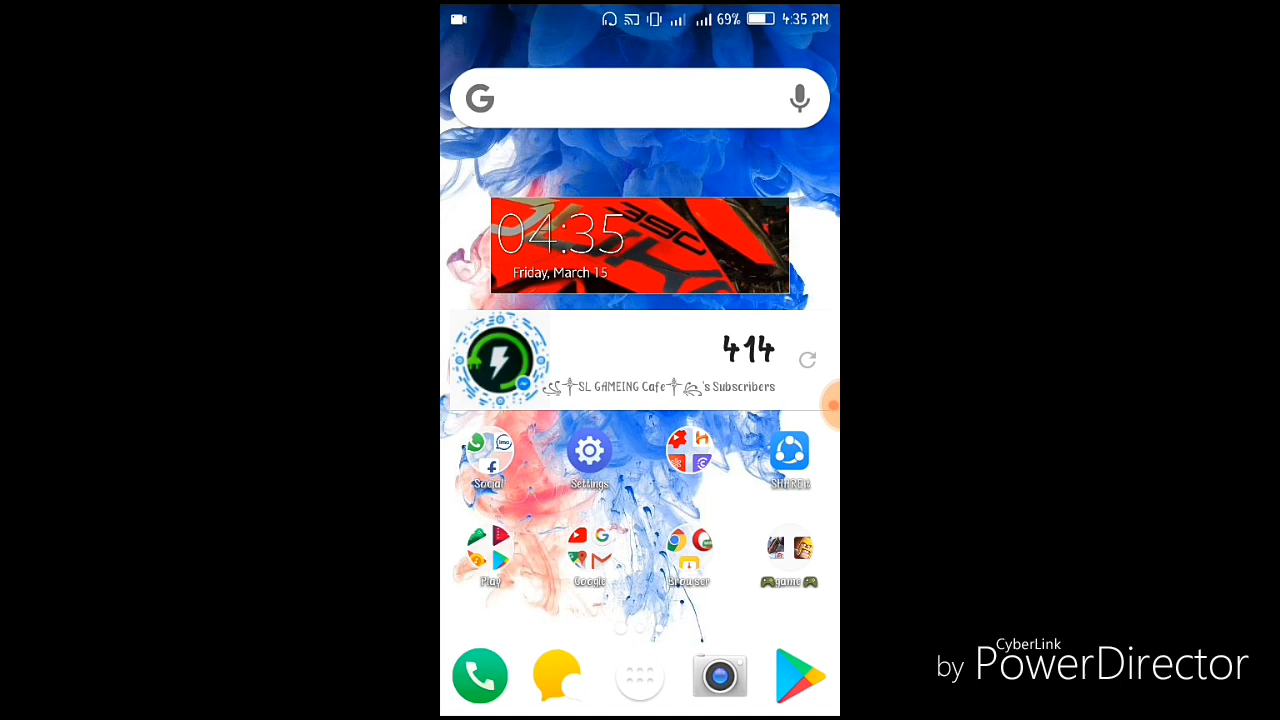 69% 4:35 PM
390
04:35
Friday, March 15
414
SL GAMEING Cafe 's Subscribers
Social
Settings
SHAREit
Play
Google
Browser
game
CyberLink
by PowerDirector